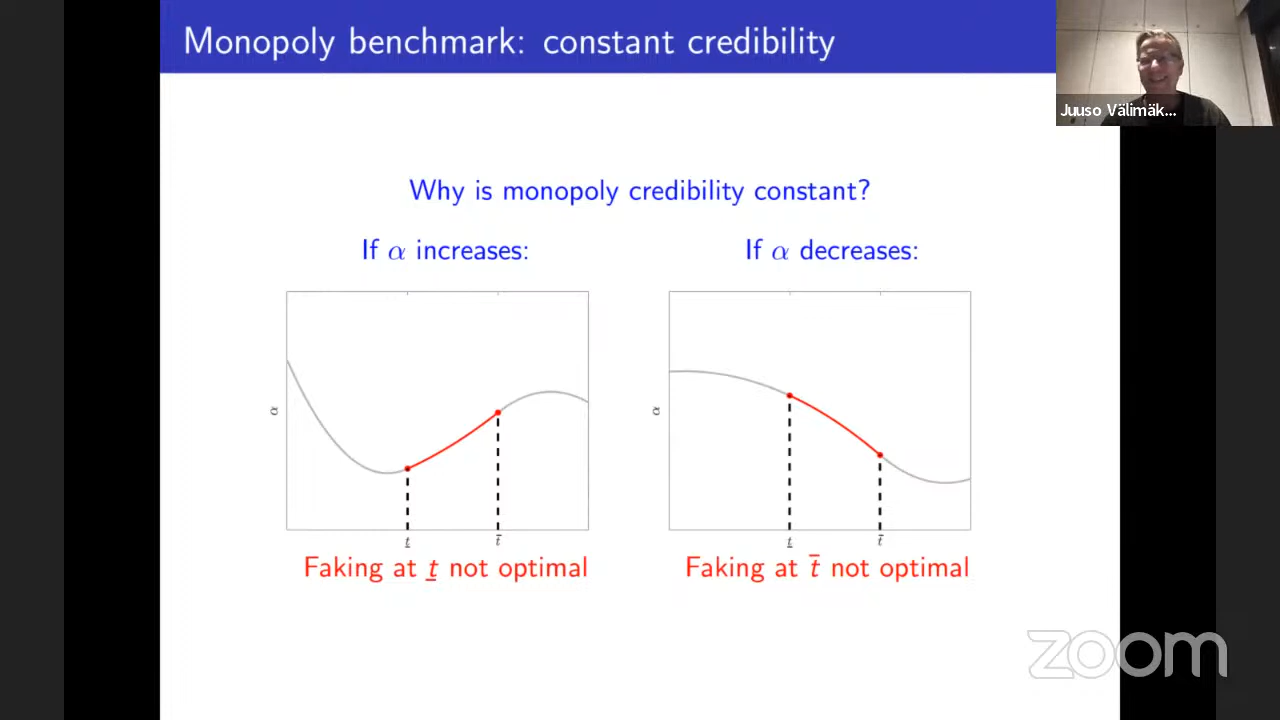 Monopoly benchmark: constant credibility
Juuso Välimäk...
Why is monopoly credibility constant?
If α increases:
If α decreases:
α
t
t̄
α
t
t̄
Faking at t not optimal
Faking at t̄ not optimal
zoom